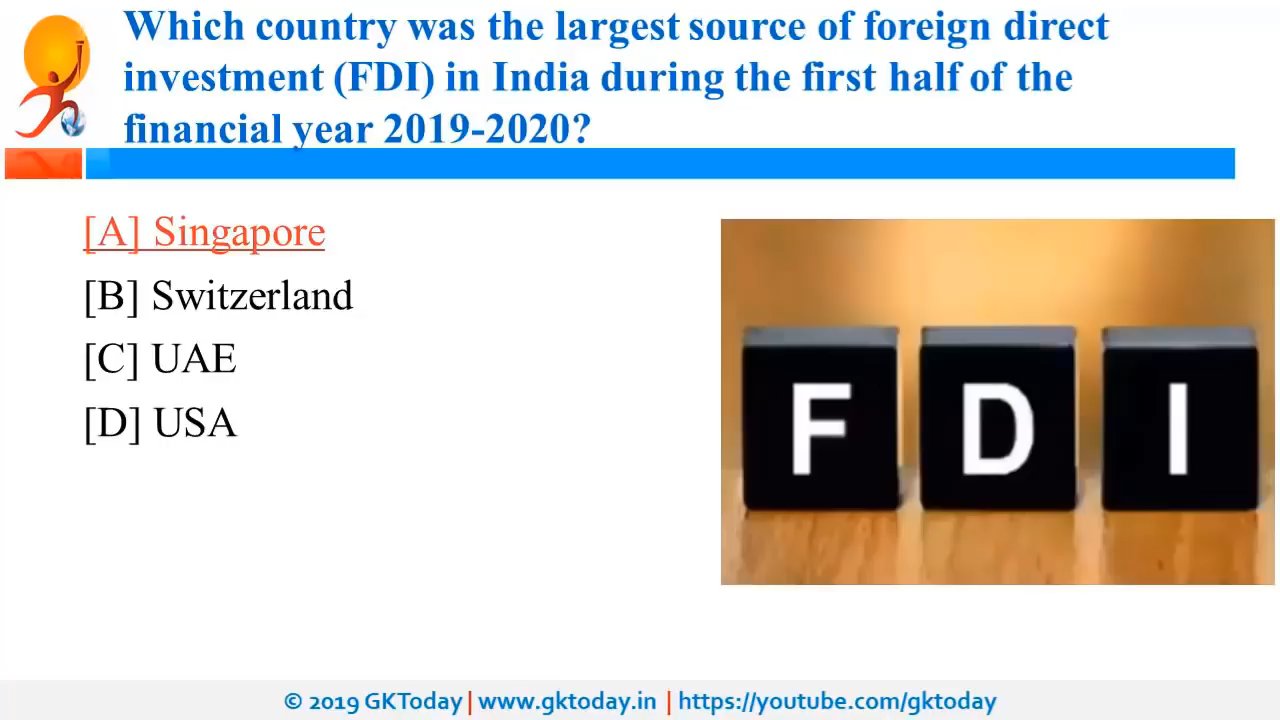 Which country was the largest source of foreign direct
investment (FDI) in India during the first half of the
financial year 2019-2020?
[A] Singapore
[B] Switzerland
[C] UAE
[D] USA
F D I
© 2019 GKToday | www.gktoday.in | https://youtube.com/gktoday